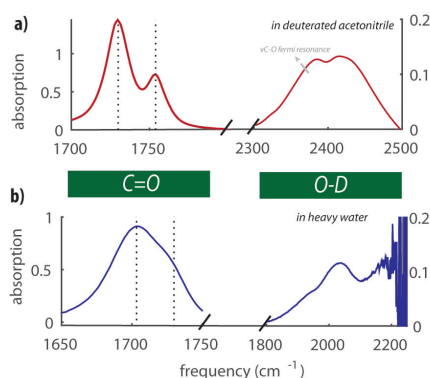 a)
in deuterated acetonitrile
νC-O fermi resonance
absorption
1
0.5
0
0.2
0.1
0
1700
1750
2300
2400
2500
C=O
O-D
b)
in heavy water
absorption
1
0.5
0
0.2
0.1
0
1650
1700
1750
1800
2000
2200
frequency (cm⁻¹)